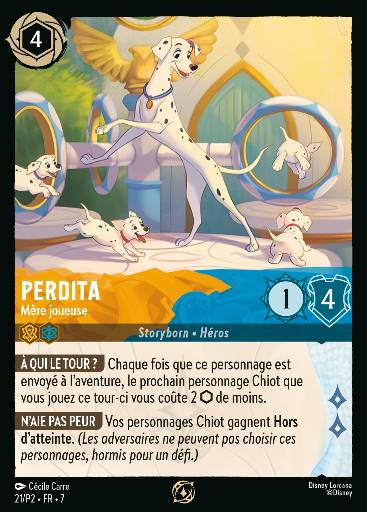 4
PERDITA
Mère joueuse
1
4
Storyborn • Héros
À QUI LE TOUR ? Chaque fois que ce personnage est
envoyé à l'aventure, le prochain personnage Chiot que
vous jouez ce tour-ci vous coûte 2 de moins.
N'AIE PAS PEUR Vos personnages Chiot gagnent Hors
d'atteinte. (Les adversaires ne peuvent pas choisir ces
personnages, hormis pour un défi.)
Cécile Carre
21/P2 • FR • 7
Disney Lorcana
©Disney